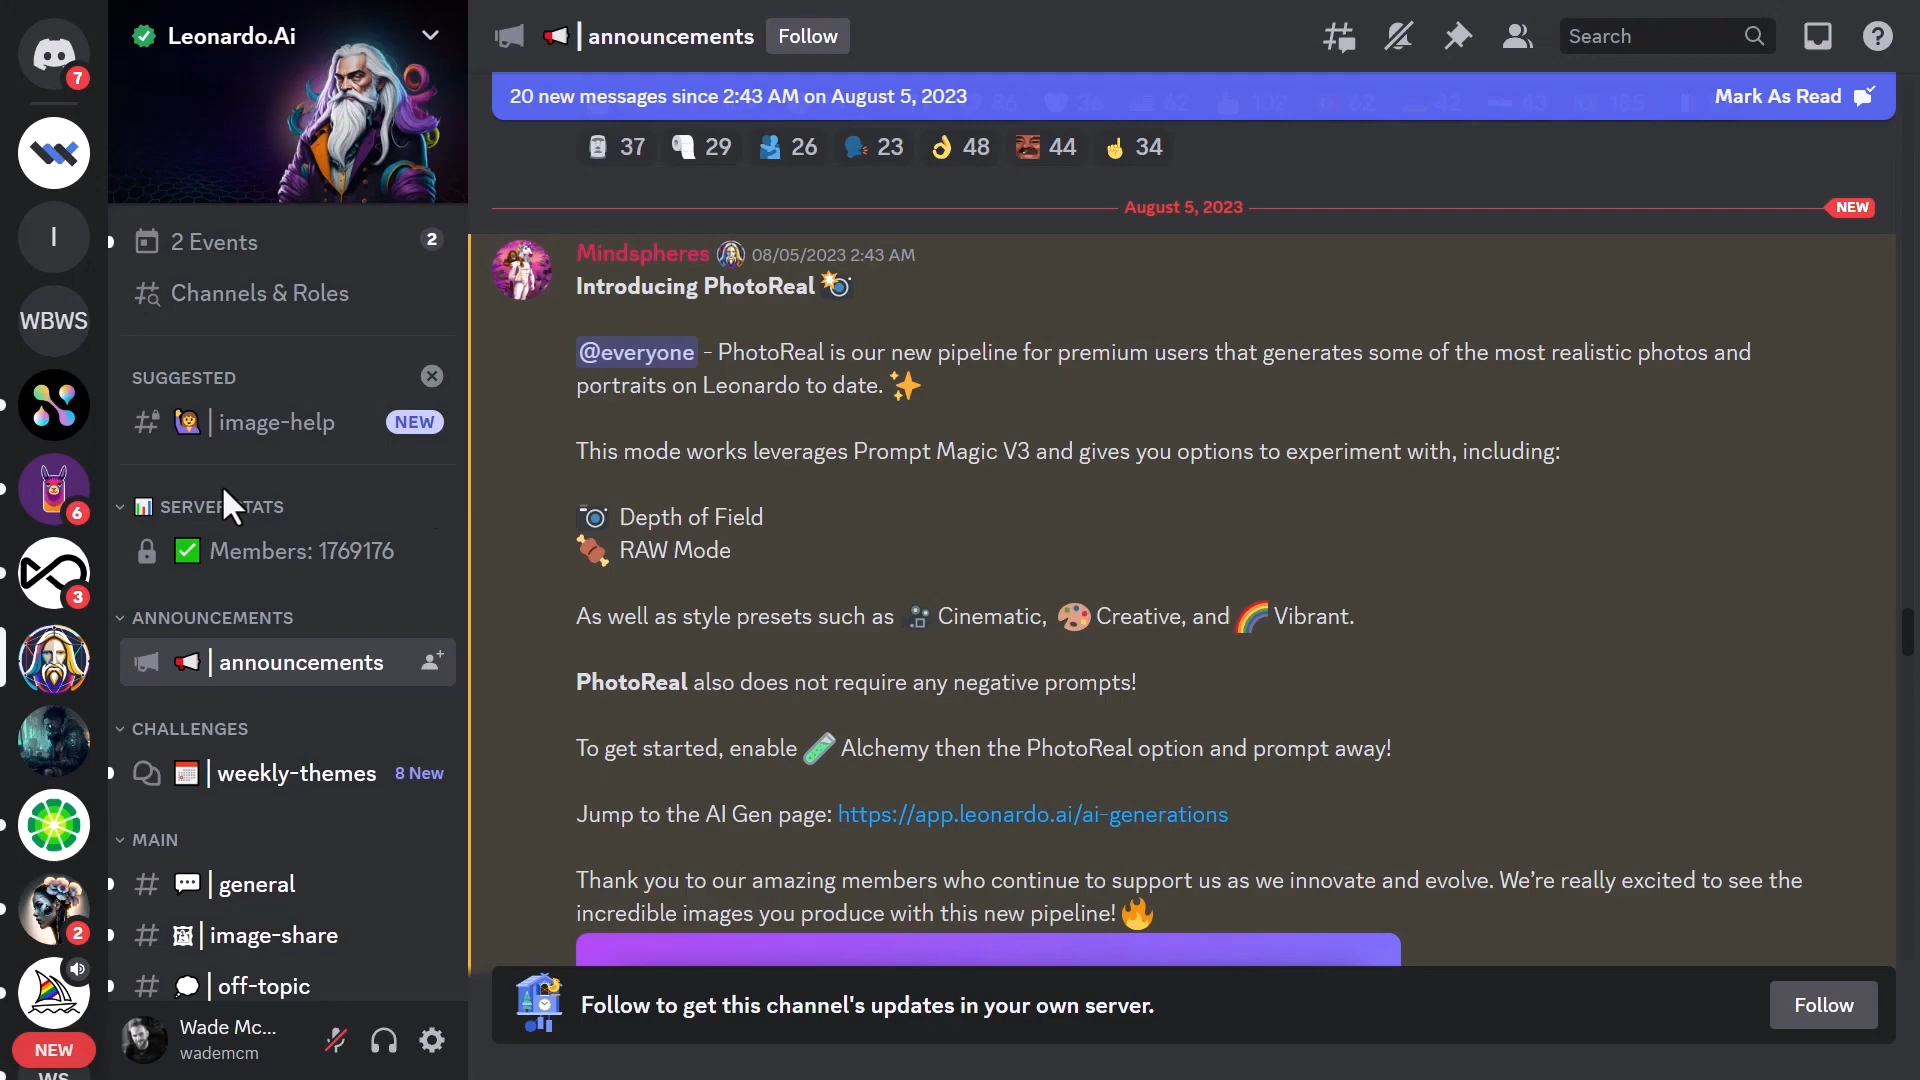 7
I
WBWS
6
3
2
NEW
WS
Leonardo.Ai
2 Events
2
Channels & Roles
SUGGESTED
| image-help
NEW
Members: 1769176
ANNOUNCEMENTS
| announcements
CHALLENGES
| weekly-themes
8 New
MAIN
| general
| image-share
| off-topic
Wade Mc...
wademcm
| announcements
Follow
Search
20 new messages since 2:43 AM on August 5, 2023
Mark As Read
37 29 26 23 48 44 34
August 5, 2023
NEW
Mindspheres 08/05/2023 2:43 AM
Introducing PhotoReal
@everyone - PhotoReal is our new pipeline for premium users that generates some of the most realistic photos and
portraits on Leonardo to date.
This mode works leverages Prompt Magic V3 and gives you options to experiment with, including:
Depth of Field
RAW Mode
As well as style presets such as Cinematic, Creative, and Vibrant.
PhotoReal also does not require any negative prompts!
To get started, enable Alchemy then the PhotoReal option and prompt away!
Jump to the AI Gen page: https://app.leonardo.ai/ai-generations
Thank you to our amazing members who continue to support us as we innovate and evolve. We're really excited to see the
incredible images you produce with this new pipeline!
Follow to get this channel's updates in your own server.
Follow